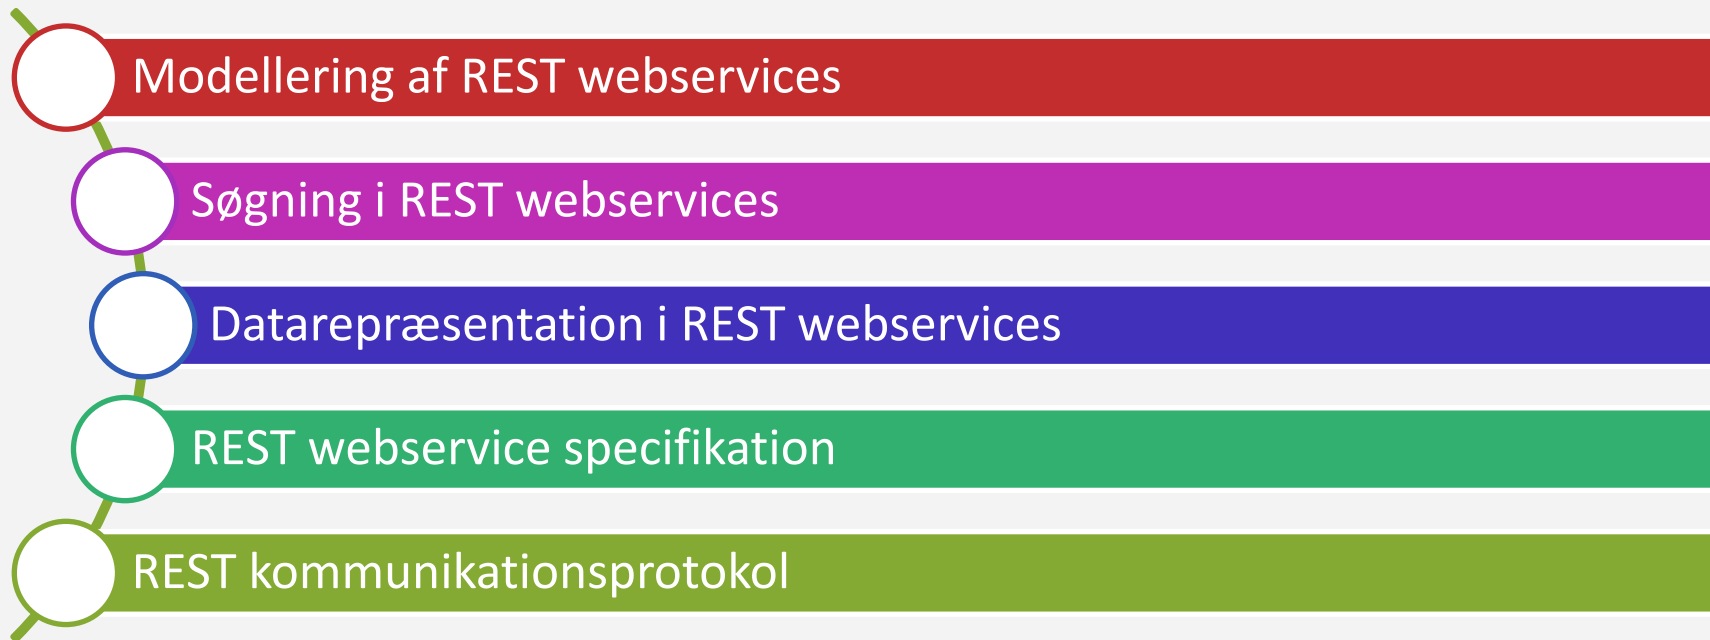 Modellering af REST webservices
Søgning i REST webservices
Datarepræsentation i REST webservices
REST webservice specifikation
REST kommunikationsprotokol